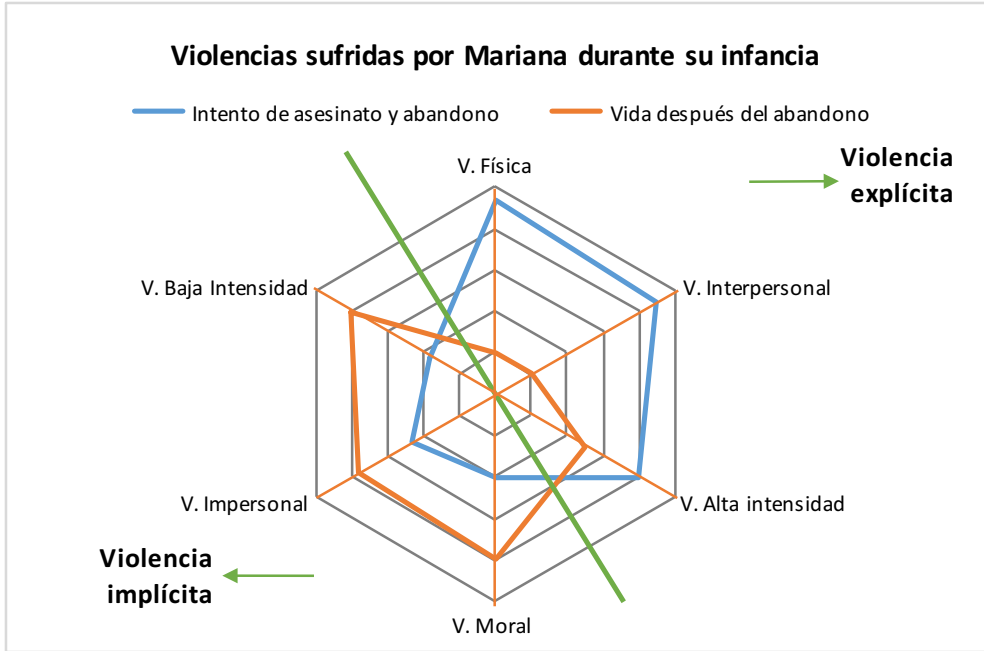 Violencias sufridas por Mariana durante su infancia
Intento de asesinato y abandono
Vida después del abandono
Violencia
explícita
V. Física
V. Baja Intensidad
V. Interpersonal
V. Impersonal
V. Alta intensidad
Violencia
implícita
V. Moral